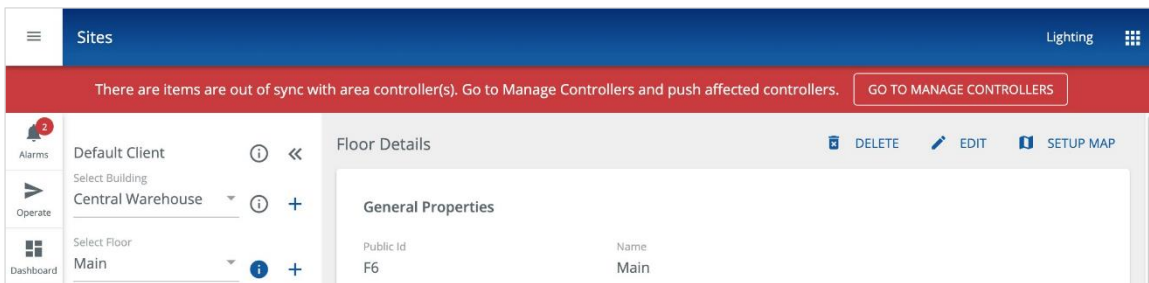 Sites
Lighting
There are items are out of sync with area controller(s). Go to Manage Controllers and push affected controllers.
GO TO MANAGE CONTROLLERS
2
Alarms
Operate
Dashboard
Default Client
Select Building
Central Warehouse
Select Floor
Main
Floor Details
DELETE
EDIT
SETUP MAP
General Properties
Public Id
F6
Name
Main